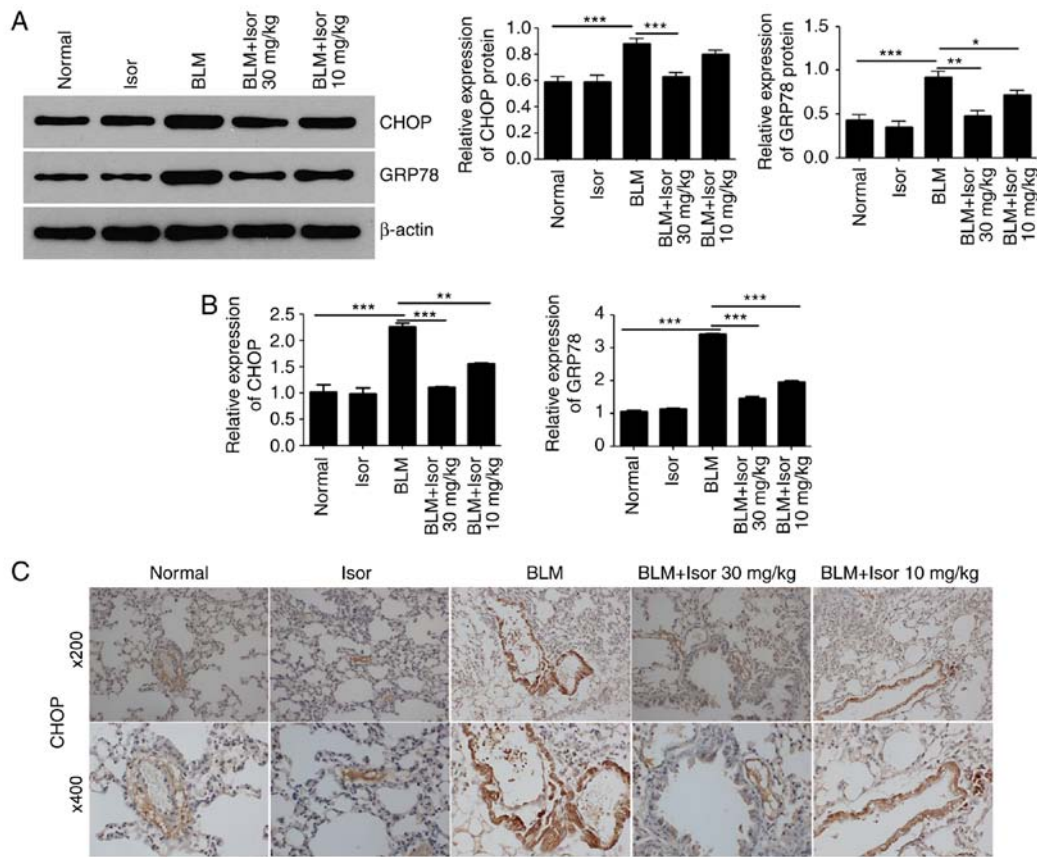 A
Normal
Isor
BLM
BLM+Isor
30 mg/kg
BLM+Isor
10 mg/kg
CHOP
GRP78
β-actin
Relative expression
of CHOP protein
1.0
0.8
0.6
0.4
0.2
0.0
***
***
Normal
Isor
BLM
BLM+Isor
30 mg/kg
BLM+Isor
10 mg/kg
Relative expression
of GRP78 protein
1.5
1.0
0.5
0.0
***
*
**
Normal
Isor
BLM
BLM+Isor
30 mg/kg
BLM+Isor
10 mg/kg
B
Relative expression
of CHOP
2.5
2.0
1.5
1.0
0.5
0.0
***
**
***
Normal
Isor
BLM
BLM+Isor
30 mg/kg
BLM+Isor
10 mg/kg
Relative expression
of GRP78
4
3
2
1
0
***
***
***
Normal
Isor
BLM
BLM+Isor
30 mg/kg
BLM+Isor
10 mg/kg
C
Normal
Isor
BLM
BLM+Isor 30 mg/kg
BLM+Isor 10 mg/kg
CHOP
x200
x400